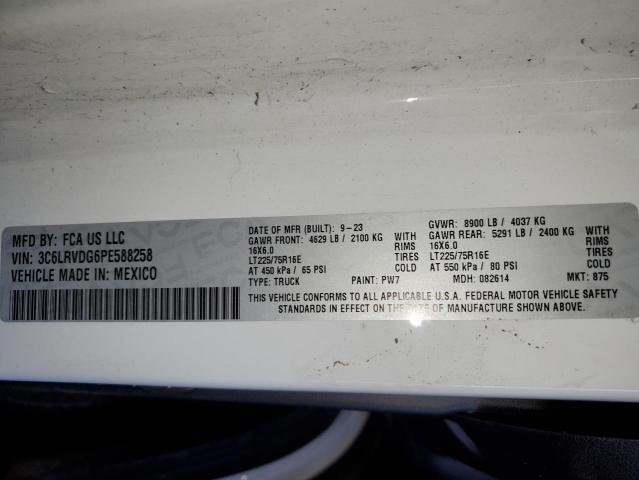 MFD BY: FCA US LLC
VIN: 3C6LRVDG6PE588258
VEHICLE MADE IN: MEXICO
DATE OF MFR (BUILT): 9-23
GAWR FRONT: 4629 LB / 2100 KG WITH
16X6.0 RIMS
LT225/75R16E TIRES
AT 450 kPa / 65 PSI COLD
TYPE: TRUCK PAINT: PW7
GVWR: 8900 LB / 4037 KG
GAWR REAR: 5291 LB / 2400 KG WITH
16X6.0 RIMS
LT225/75R16E TIRES
AT 550 kPa / 80 PSI COLD
MDH: 082614 MKT: 875
THIS VEHICLE CONFORMS TO ALL APPLICABLE U.S.A. FEDERAL MOTOR VEHICLE SAFETY
STANDARDS IN EFFECT ON THE DATE OF MANUFACTURE SHOWN ABOVE.